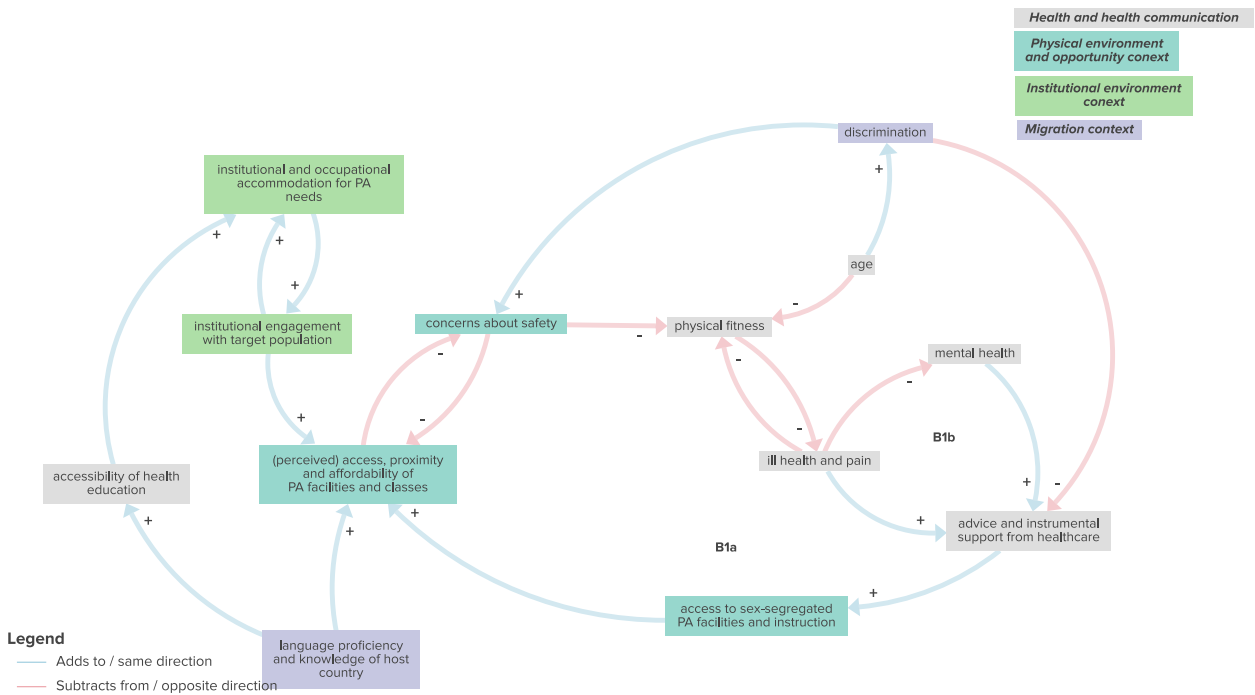 Health and health communication
Physical environment
and opportunity conext
Institutional environment
conext
Migration context
discrimination
+
institutional and occupational
accommodation for PA
needs
+
+
+
age
-
+
concerns about safety
-
physical fitness
institutional engagement
with target population
-
-
mental health
-
-
-
+
B1b
(perceived) access, proximity
and affordability of
PA facilities and classes
ill health and pain
accessibility of health
education
+
-
+
+
+
+
advice and instrumental
support from healthcare
B1a
+
access to sex-segregated
PA facilities and instruction
language proficiency
and knowledge of host
country
Legend
Adds to / same direction
Subtracts from / opposite direction